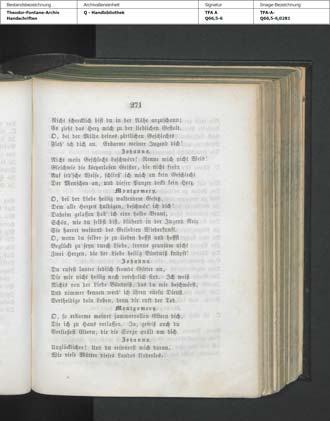 Bestandsbezeichnung
Archivalieneinheit
Signatur
Image-Bezeichnung
Theodor-Fontane-Archiv
Handschriften
Q - Handbibliothek
TFA A
Q66,5-6
TFA-A-
Q66,5-6,0281
271
Nicht schrecklich bist du in der Nähe anzuschaun;
Es zieht das Herz mich zu der lieblichen Gestalt.
O, bei der Milde deines zärtlichen Geschlechts
Fleh' ich dich an. Erbarme meiner Jugend dich!
Johanna.
Nicht mein Geschlecht beschwöre! Nenne mich nicht Weib!
Gleichwie die körperlosen Geister, die nicht frein
Auf ird'sche Weise, schließ' ich mich an kein Geschlecht
Der Menschen an, und dieser Panzer deckt kein Herz.
Montgomery.
O, bei der Liebe heilig waltendem Gesetz,
Dem alle Herzen huldigen, beschwör' ich dich!
Daheim gelassen hab' ich eine holde Braut,
Schön, wie du selbst bist, blühend in der Jugend Reiz.
Sie harret weinend des Geliebten Wiederkunft.
O, wenn du selber je zu lieben hoffst und hoffst
Beglückt zu sein durch Liebe, trenne grausam nicht
Zwei Herzen, die der Liebe heilig Bündniß knüpft!
Johanna.
Du rufest lauter irdisch fremde Götter an,
Die mir nicht heilig noch verehrlich sind. Ich weiß
Nichts von der Liebe Bündniß, das du mir beschwörst,
Und nimmer kennen werd' ich ihren eiteln Dienst.
Vertheidige dein Leben, denn dir ruft der Tod.
Montgomery.
O, so erbarme meiner jammervollen Eltern dich,
Die ich zu Haus verlassen. Ja, gewiß auch du
Verließest Eltern, die die Sorge quält um dich.
Johanna.
Unglücklicher! Und du erinnerst mich daran,
Wie viele Mütter dieses Landes kinderlos,